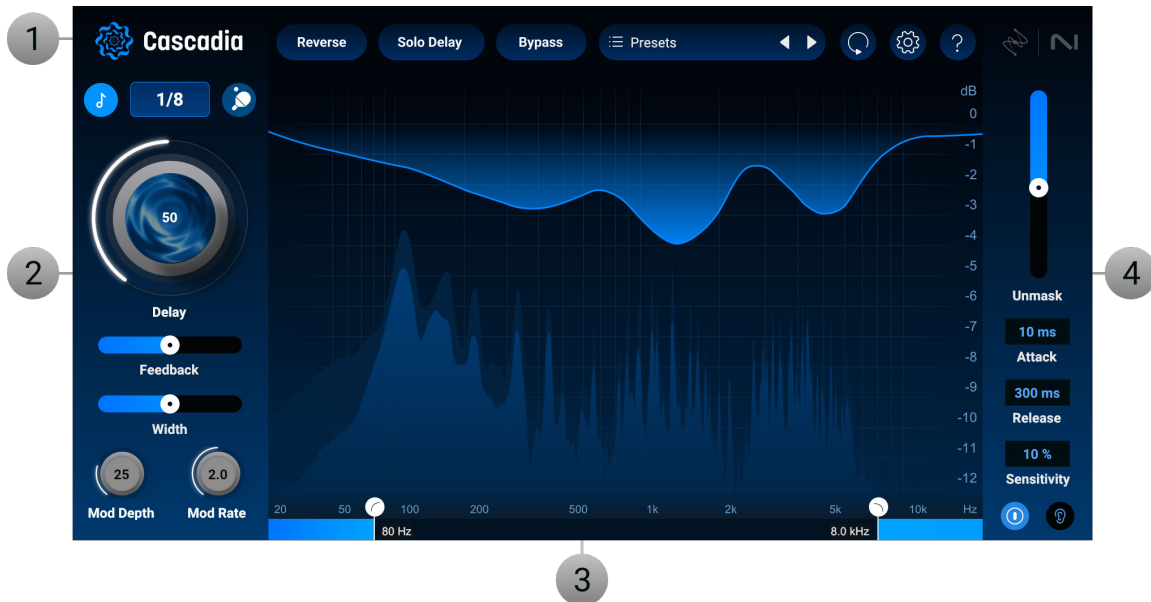 1
Cascadia
Reverse
Solo Delay
Bypass
Presets
?
1/8
50
Delay
Feedback
Width
25
2.0
Mod Depth
Mod Rate
2
dB
0
-1
-2
-3
-4
-5
-6
-7
-8
-9
-10
-11
-12
20 50 100 200 500 1k 2k 5k 10k Hz
80 Hz
8.0 kHz
3
Unmask
10 ms
Attack
300 ms
Release
10 %
Sensitivity
4